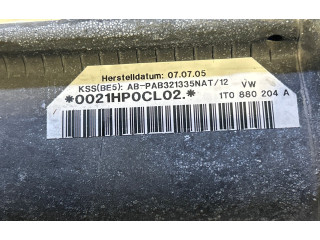 Herstelldatum: 07.07.05
KSS(BE5): AB-PAB321335NAT/12 VW
*0021HP0CL02.*
1T0 880 204 A